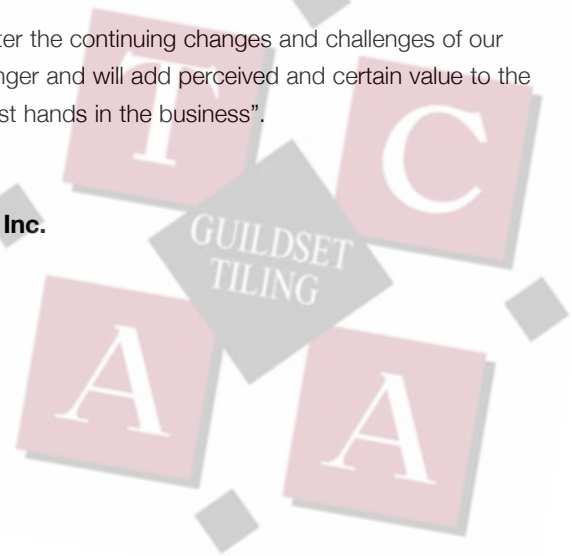 ter the continuing changes and challenges of our
nger and will add perceived and certain value to the
st hands in the business”.
Inc.
T
C
GUILDSET
TILING
A
A